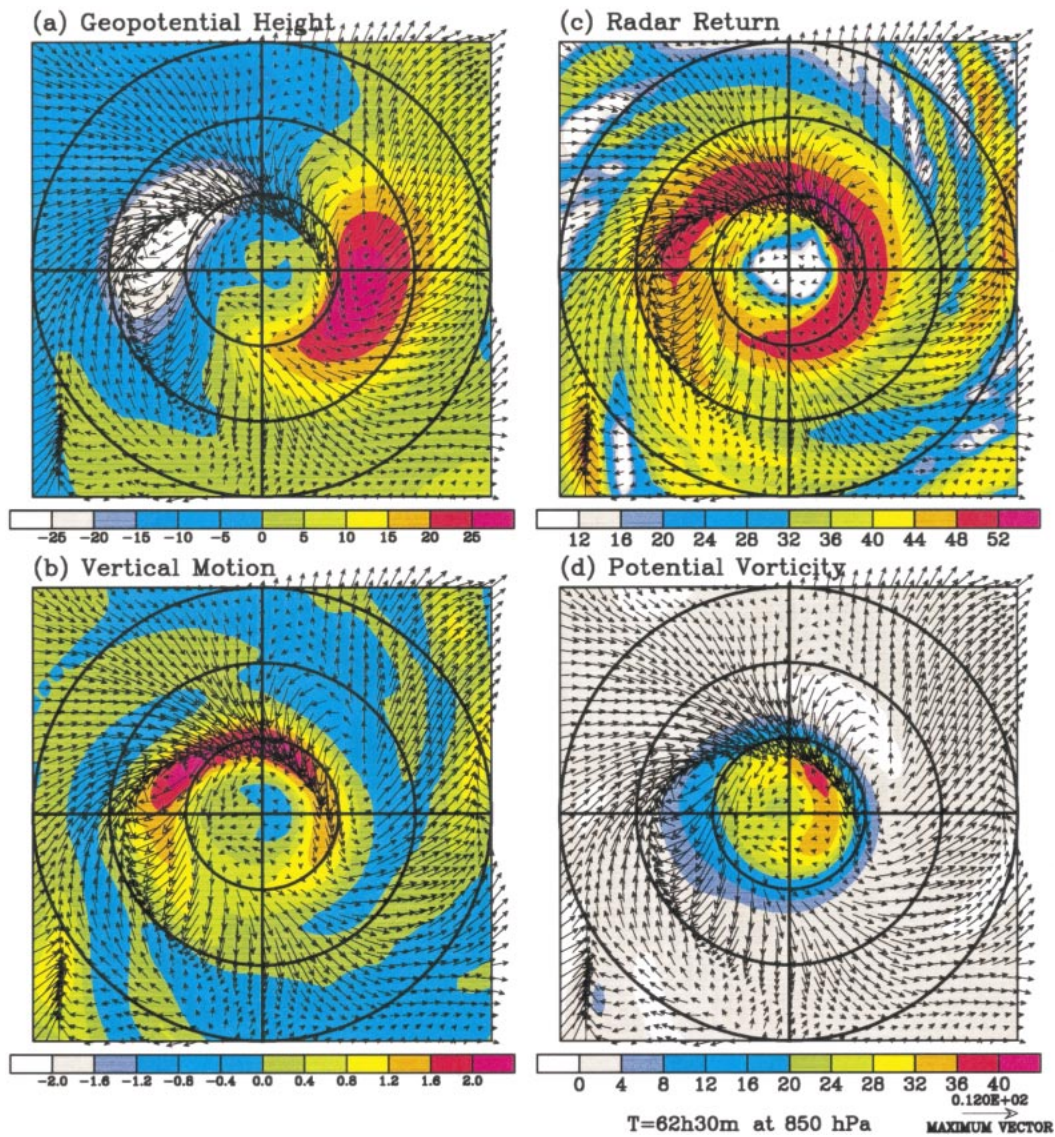 (a) Geopotential Height
(c) Radar Return
-25 -20 -15 -10 -5 0 5 10 15 20 25
12 16 20 24 28 32 36 40 44 48 52
(b) Vertical Motion
(d) Potential Vorticity
-2.0 -1.6 -1.2 -0.8 -0.4 0.0 0.4 0.8 1.2 1.6 2.0
0 4 8 12 16 20 24 28 32 36 40
0.120E+02
T=62h30m at 850 hPa
MAXIMUM VECTOR